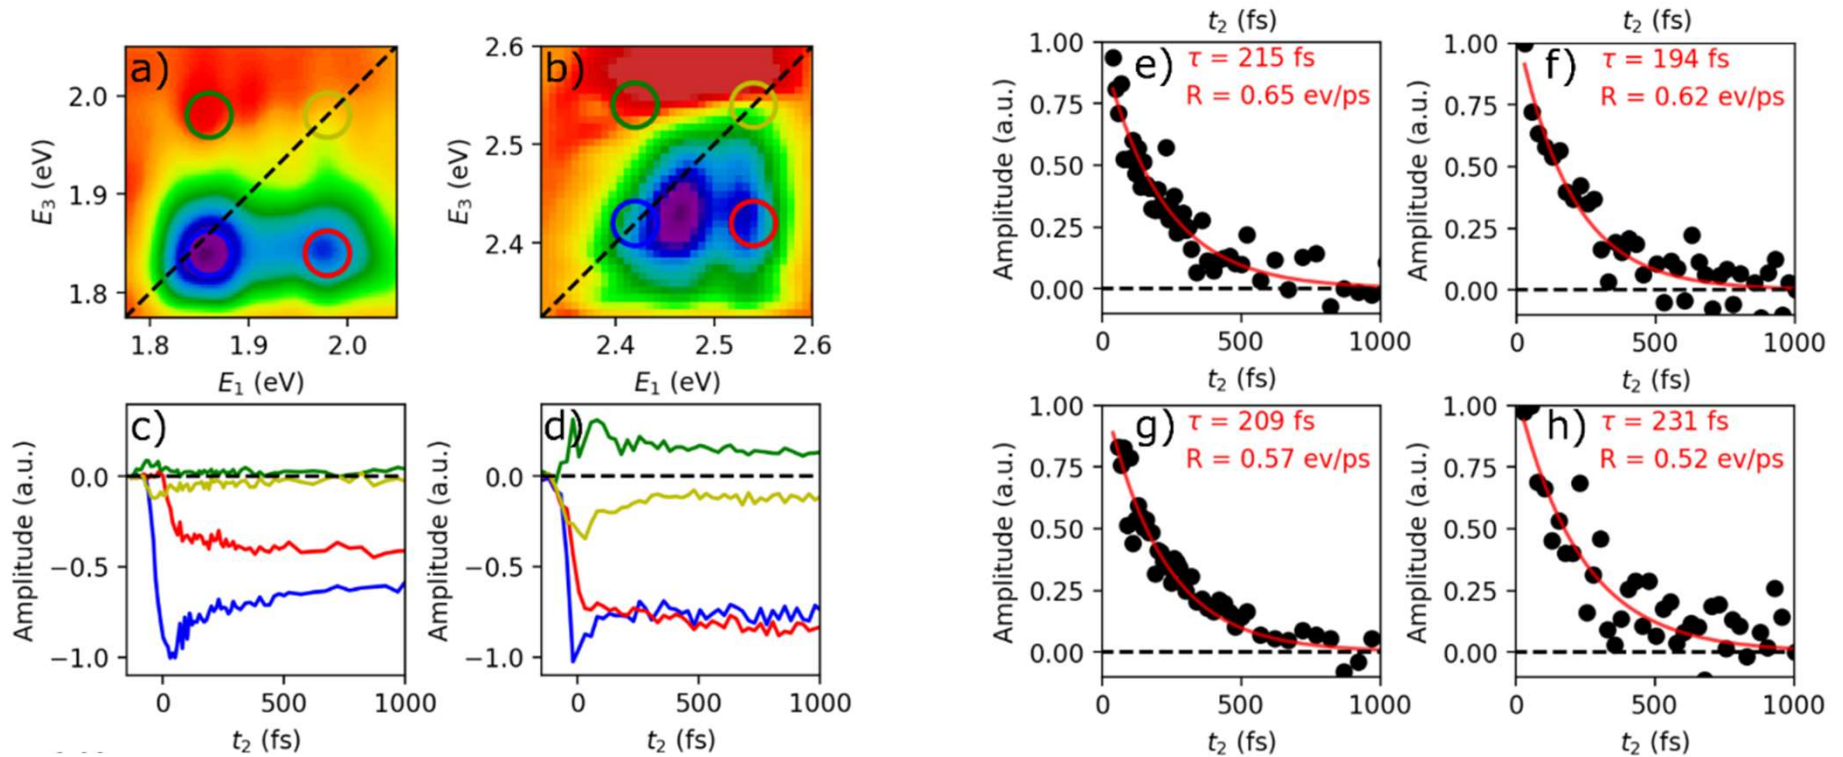 a)
2.0
1.9
1.8
E₃ (eV)
1.8 1.9 2.0
E₁ (eV)
b)
2.6
2.5
2.4
E₃ (eV)
2.4 2.5 2.6
E₁ (eV)
c)
0.0
−0.5
−1.0
Amplitude (a.u.)
0 500 1000
t₂ (fs)
d)
0.0
−0.5
−1.0
Amplitude (a.u.)
0 500 1000
t₂ (fs)
t₂ (fs)
e)
τ = 215 fs
R = 0.65 ev/ps
1.00
0.75
0.50
0.25
0.00
Amplitude (a.u.)
0 500 1000
t₂ (fs)
t₂ (fs)
f)
τ = 194 fs
R = 0.62 ev/ps
1.00
0.75
0.50
0.25
0.00
Amplitude (a.u.)
0 500 1000
t₂ (fs)
g)
τ = 209 fs
R = 0.57 ev/ps
1.00
0.75
0.50
0.25
0.00
Amplitude (a.u.)
0 500 1000
t₂ (fs)
h)
τ = 231 fs
R = 0.52 ev/ps
1.00
0.75
0.50
0.25
0.00
Amplitude (a.u.)
0 500 1000
t₂ (fs)